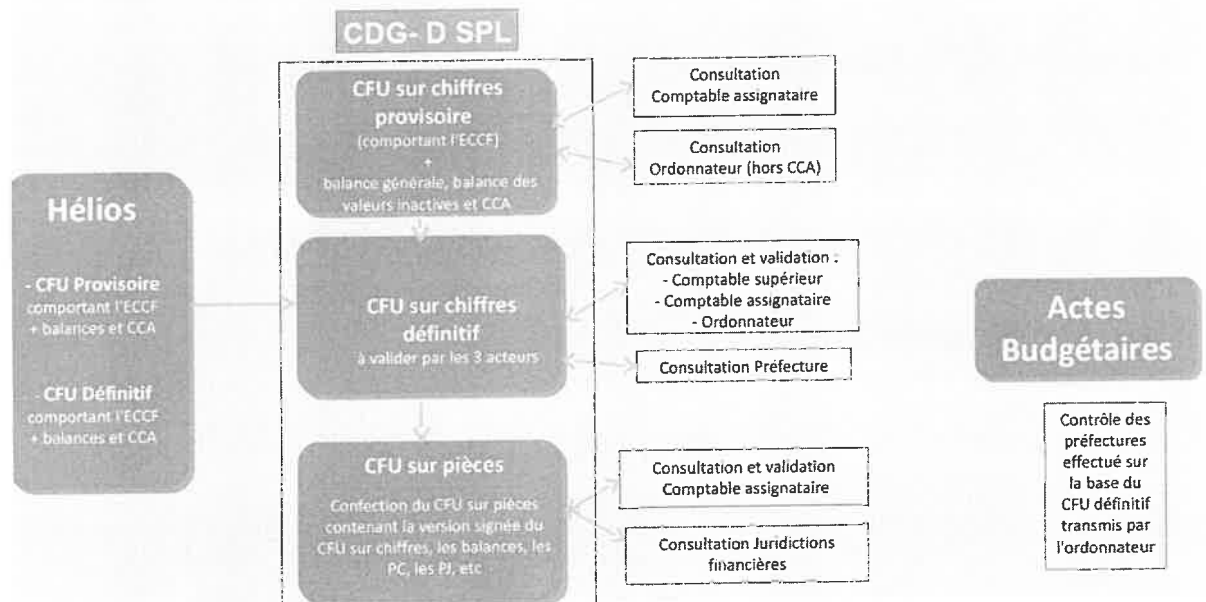 CDG- D SPL
Hélios
- CFU Provisoire
comportant l'ECCF
+ balances et CCA
- CFU Définitif
comportant l'ECCF
+ balances et CCA
CFU sur chiffres
provisoire
(comportant l'ECCF)
+
balance générale, balance des
valeurs inactives et CCA
CFU sur chiffres
définitif
à valider par les 3 acteurs
CFU sur pièces
Confection du CFU sur pièces
contenant la version signée du
CFU sur chiffres, les balances, les
PC, les PJ, etc
Consultation
Comptable assignataire
Consultation
Ordonnateur (hors CCA)
Consultation et validation :
- Comptable supérieur
- Comptable assignataire
- Ordonnateur
Consultation Préfecture
Consultation et validation
Comptable assignataire
Consultation Juridictions
financières
Actes
Budgétaires
Contrôle des
préfectures
effectué sur
la base du
CFU définitif
transmis par
l'ordonnateur